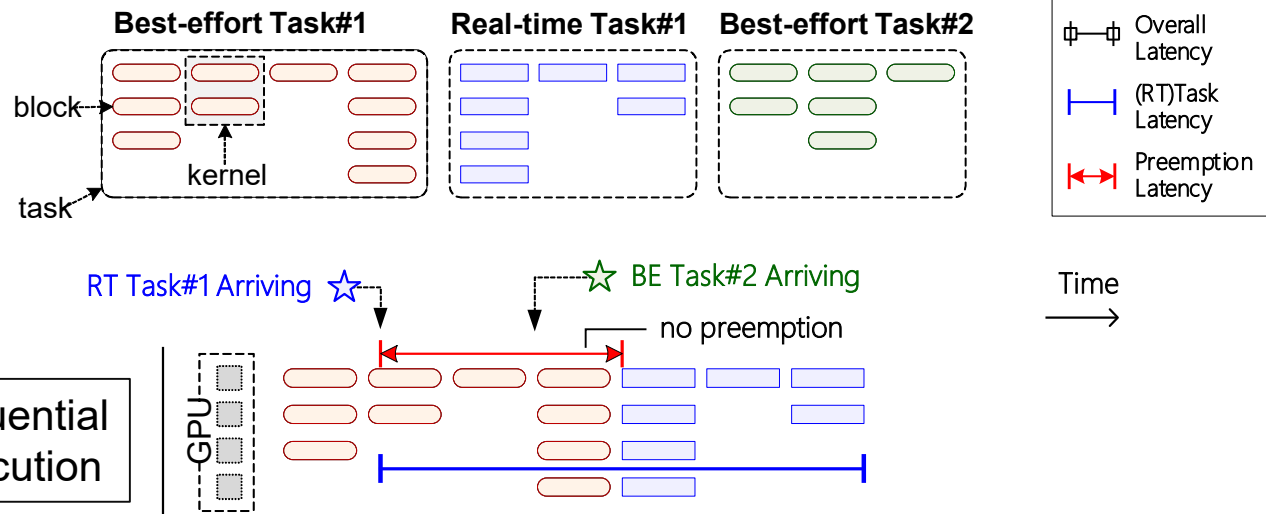 Best-effort Task#1
Real-time Task#1
Best-effort Task#2
block
kernel
task
Overall
Latency
(RT)Task
Latency
Preemption
Latency
RT Task#1 Arriving
BE Task#2 Arriving
Time
no preemption
GPU
uential
cution